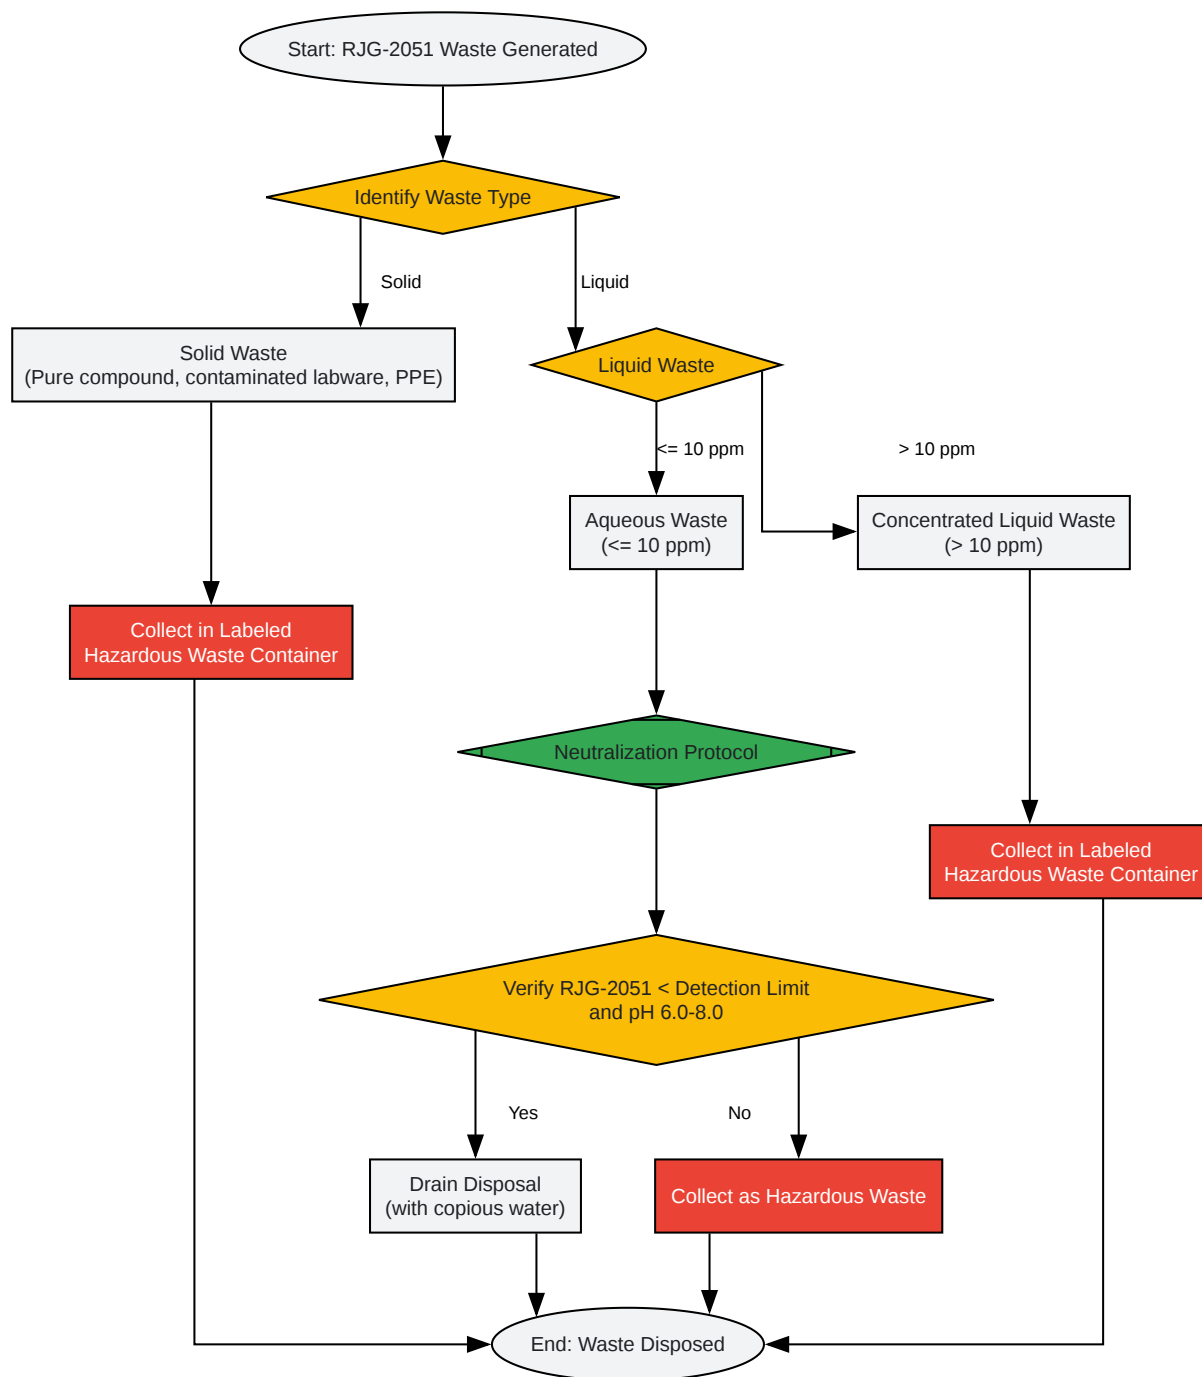 Start: RJG-2051 Waste Generated
Identify Waste Type
Solid
Liquid
Solid Waste
(Pure compound, contaminated labware, PPE)
Liquid Waste
<= 10 ppm
> 10 ppm
Aqueous Waste
(<= 10 ppm)
Concentrated Liquid Waste
(> 10 ppm)
Collect in Labeled
Hazardous Waste Container
Neutralization Protocol
Collect in Labeled
Hazardous Waste Container
Verify RJG-2051 < Detection Limit
and pH 6.0-8.0
Yes
No
Drain Disposal
(with copious water)
Collect as Hazardous Waste
End: Waste Disposed